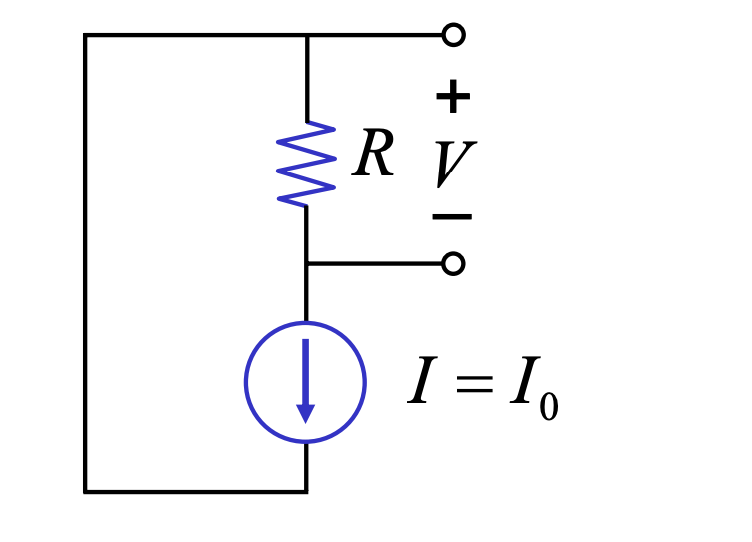 +
R V
−
I = I₀